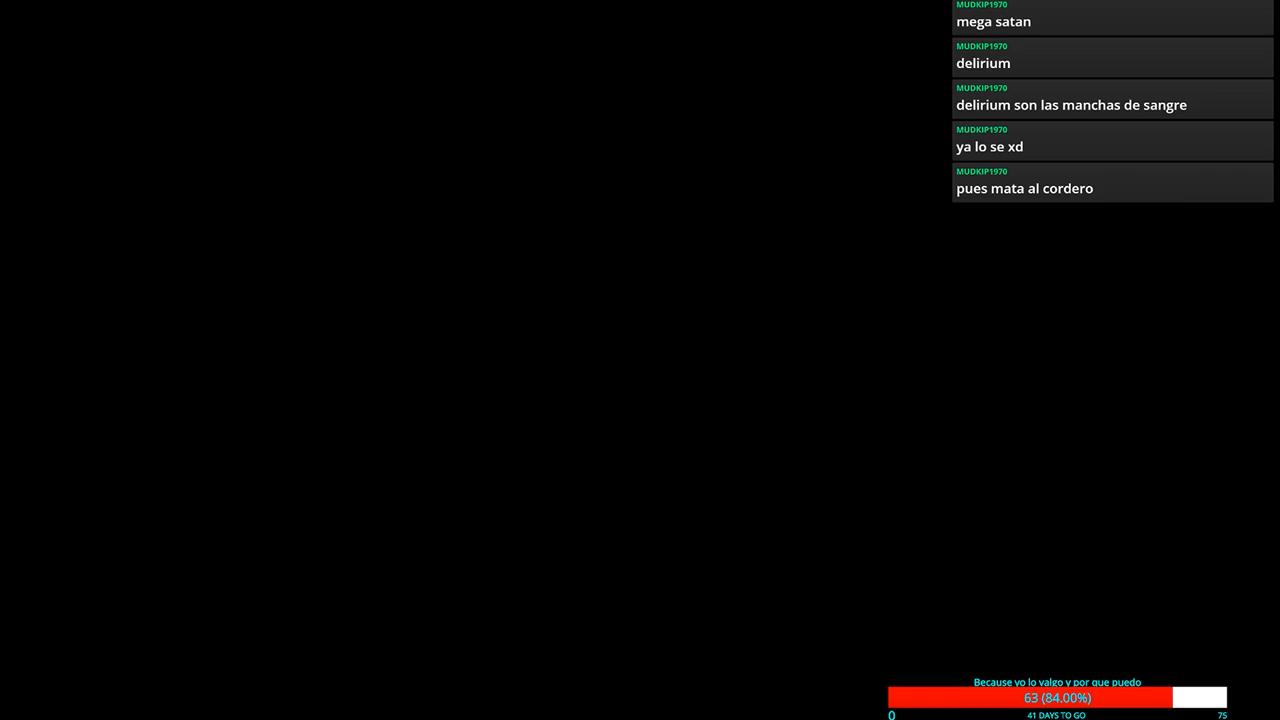 MUDKIP1970
mega satan
MUDKIP1970
delirium
MUDKIP1970
delirium son las manchas de sangre
MUDKIP1970
ya lo se xd
MUDKIP1970
pues mata al cordero
Because yo lo valgo y por que puedo
63 (84.00%)
0 41 DAYS TO GO 75